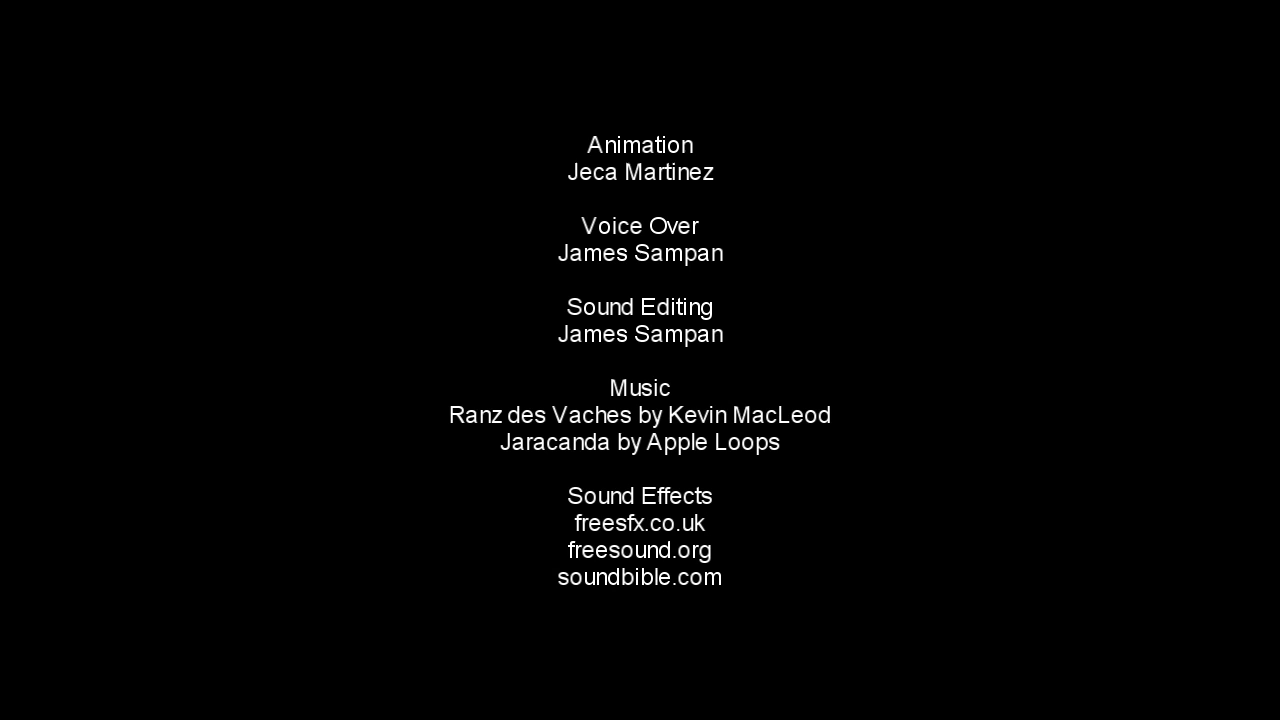 Animation
Jeca Martinez
Voice Over
James Sampan
Sound Editing
James Sampan
Music
Ranz des Vaches by Kevin MacLeod
Jaracanda by Apple Loops
Sound Effects
freesfx.co.uk
freesound.org
soundbible.com